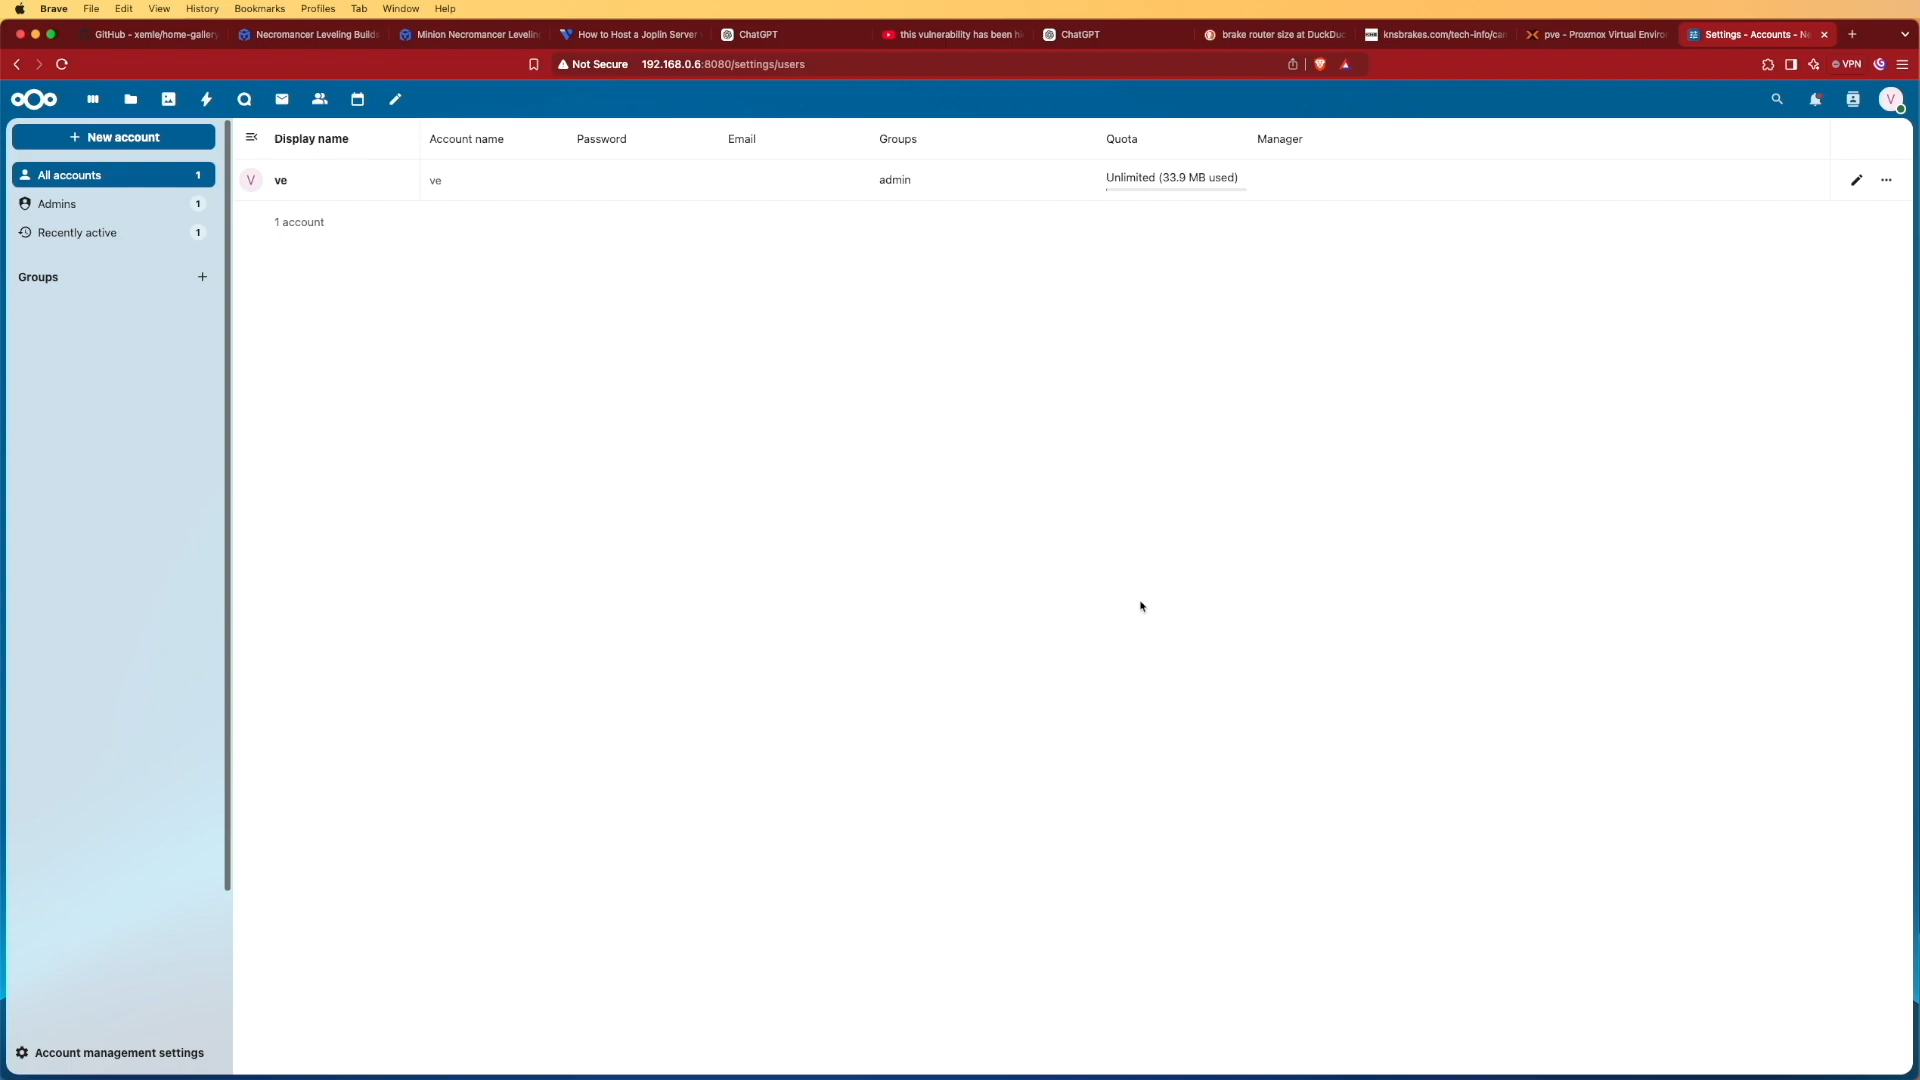 Brave File Edit View History Bookmarks Profiles Tab Window Help
GitHub - xemle/home-gallery Necromancer Leveling Builds Minion Necromancer Leveling How to Host a Joplin Server ChatGPT this vulnerability has been hi ChatGPT brake router size at DuckDuc knsbrakes.com/tech-info/cal pve - Proxmox Virtual Enviro Settings - Accounts - Ne
Not Secure 192.168.0.6:8080/settings/users VPN
V
+ New account
Display name Account name Password Email Groups Quota Manager
All accounts 1
V ve ve admin Unlimited (33.9 MB used)
Admins 1
1 account
Recently active 1
Groups +
Account management settings